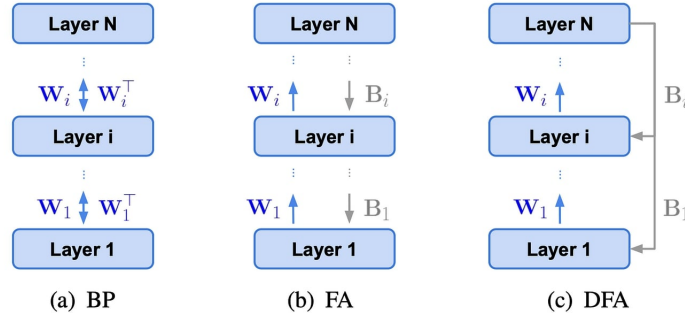 Layer N
Layer N
Layer N
W_i W_i^⊤
W_i B_i
W_i B_i
Layer i
Layer i
Layer i
W_1 W_1^⊤
W_1 B_1
W_1 B_1
Layer 1
Layer 1
Layer 1
(a) BP
(b) FA
(c) DFA